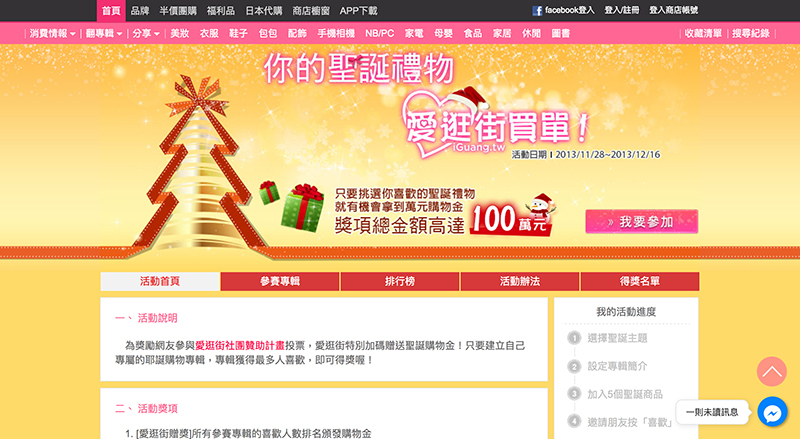 首頁 品牌 半價團購 福利品 日本代購 商店櫥窗 APP下載 facebook登入 登入/註冊 登入商店帳號
消費情報 翻專輯 分享 美妝 衣服 鞋子 包包 配飾 手機相機 NB/PC 家電 母嬰 食品 家居 休閒 圖書 收藏清單 搜尋紀錄
你的聖誕禮物
愛逛街買單!
iGuang.tw
活動日期 | 2013/11/28~2013/12/16
只要挑選你喜歡的聖誕禮物
就有機會拿到萬元購物金
獎項總金額高達 100萬元
» 我要參加
活動首頁 參賽專輯 排行榜 活動辦法 得獎名單
一、 活動說明
為獎勵網友參與愛逛街社團贊助計畫投票，愛逛街特別加碼贈送聖誕購物金！只要建立自己
專屬的耶誕購物專輯，專輯獲得最多人喜歡，即可得獎喔！
二、 活動獎項
1. [愛逛街贈獎]所有參賽專輯的喜歡人數排名頒發購物金
我的活動進度
1 選擇聖誕主題
2 設定專輯簡介
3 加入5個聖誕商品
4 邀請朋友按「喜歡」
一則未讀訊息